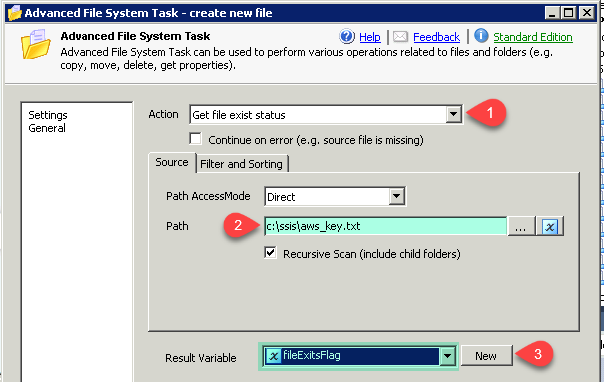 Advanced File System Task - create new file
Advanced File System Task
Help
Feedback
Standard Edition
Advanced File System Task can be used to perform various operations related to files and folders (e.g.
copy, move, delete, get properties).
Settings
General
Action
Get file exist status
1
Continue on error (e.g. source file is missing)
Source
Filter and Sorting
Path AccessMode
Direct
Path
2
c:\ssis\aws_key.txt
...
x
Recursive Scan (include child folders)
Result Variable
x
fileExitsFlag
New
3